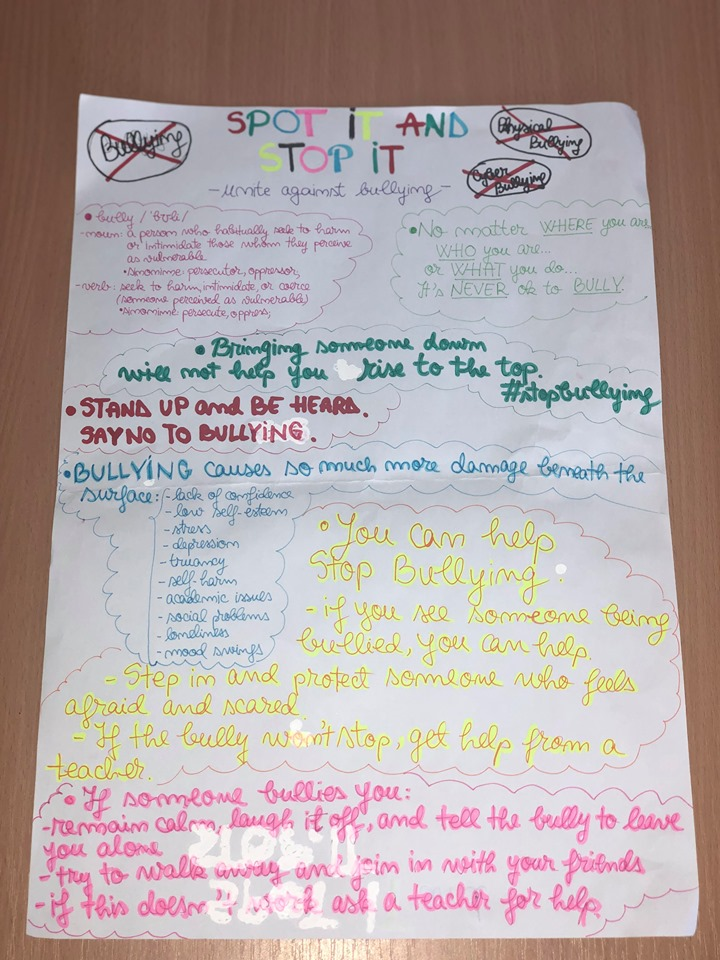 Bullying
SPOT iT AND
STOP iT
Physical
Bullying
Cyber
Bullying
- Unite against bullying -
• bully /'bʊli/
-noun: a person who habitually seek to harm
or intimidate those whom they perceive
as vulnerable.
•sinonime: persecutor, oppressor,
-verb: seek to harm, intimidate, or coerce
(someone perceived as vulnerable)
•sinonime: persecute, oppress;
•No matter WHERE you are
WHO you are...
or WHAT you do...
It's NEVER ok to BULLY.
• Bringing someone down
will not help you rise to the top.
#stopbullying
• STAND UP and BE HEARD.
SAY NO TO BULLYING.
•BULLYING causes so much more damage beneath the
surface:
- lack of confidence
- low self-esteem
- stress
- depression
- truancy
- self-harm
- academic issues
- social problems
- loneliness
- mood swings
• You can help
Stop Bullying.
- if you see someone being
bullied, you can help.
- Step in and protect someone who feels
afraid and scared.
- If the bully won't stop, get help from a
teacher.
• If someone bullies you:
-remain calm, laugh it off, and tell the bully to leave
you alone
- try to walk away and join in with your friends
- if this doesn't work ask a teacher for help.